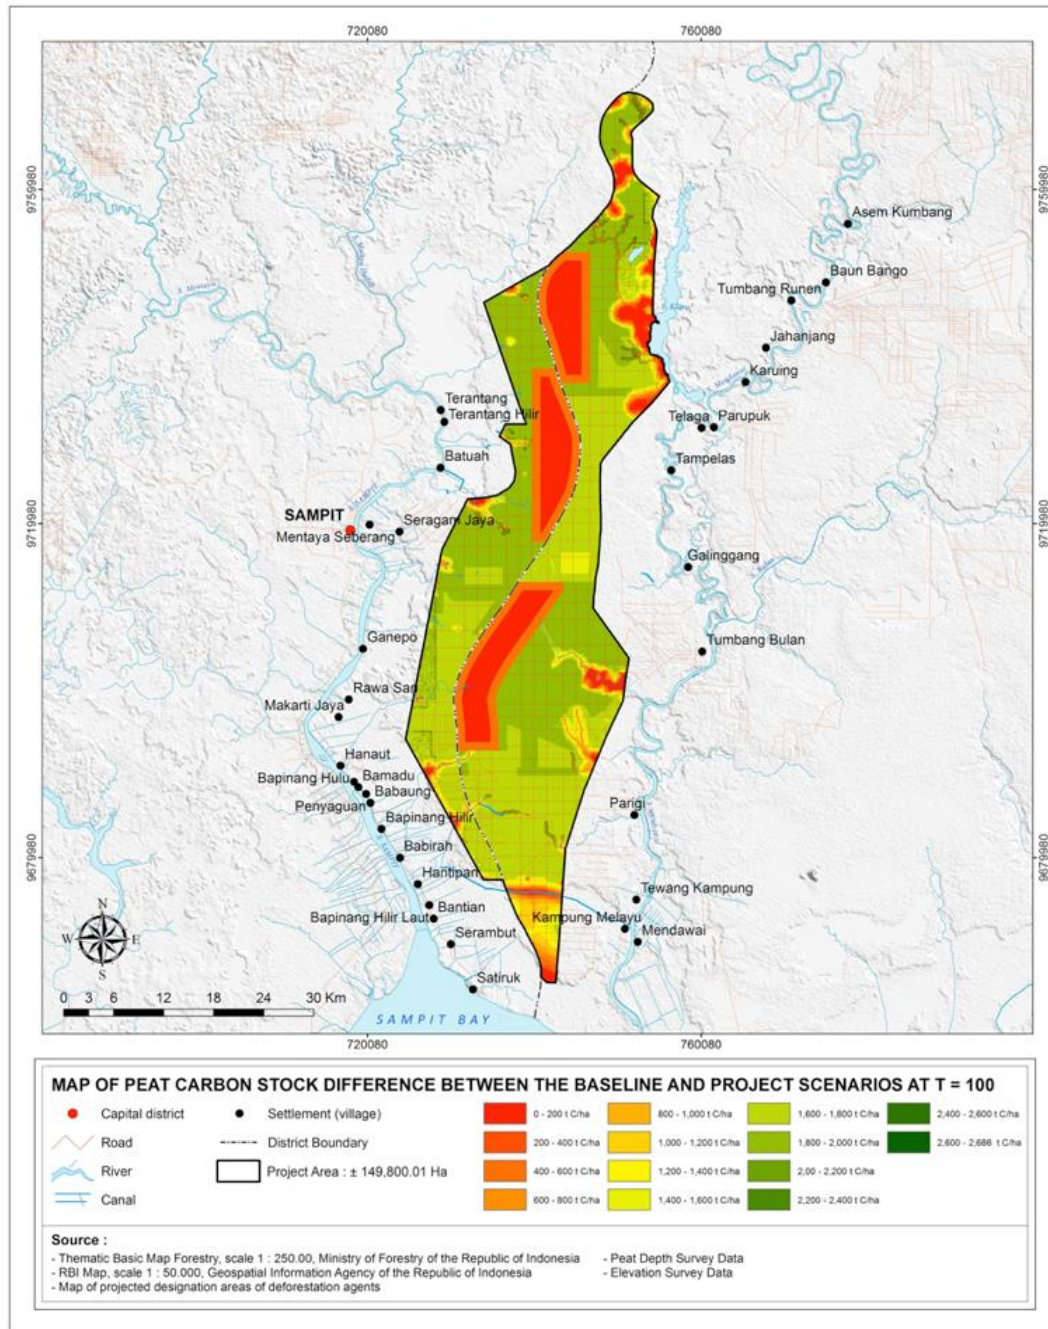 720080
760080
9759980
9759980
Asem Kumbang
S. Mentaya
Baun Bango
Tumbang Runen
Jahanjang
Karuing
Terantang
Terantang Hilir
Telaga
Parupuk
Batuah
Tampelas
SAMPIT
SAMPIT
Seragam Jaya
9719980
9719980
Mentaya Seberang
Galinggang
Ganepo
Tumbang Bulan
Rawa Sari
Makarti Jaya
Hanaut
Bapinang Hulu
Bamadu
Babaung
Penyaguan
Parigi
Bapinang Hilir
SAMPIT
Babirah
9679980
9679980
Hantipan
Tewang Kampung
Bantian
Bapinang Hilir Laut
Kampung Melayu
Serambut
Mendawai
N
W
E
S
Satiruk
0 3 6 12 18 24 30 Km
SAMPIT BAY
720080
760080
MAP OF PEAT CARBON STOCK DIFFERENCE BETWEEN THE BASELINE AND PROJECT SCENARIOS AT T = 100
Capital district
Settlement (village)
Road
District Boundary
River
Project Area : ± 149,800.01 Ha
Canal
0 - 200 t C/ha
200 - 400 t C/ha
400 - 600 t C/ha
600 - 800 t C/ha
800 - 1,000 t C/ha
1,000 - 1,200 t C/ha
1,200 - 1,400 t C/ha
1,400 - 1,600 t C/ha
1,600 - 1,800 t C/ha
1,800 - 2,000 t C/ha
2,00 - 2,200 t C/ha
2,200 - 2,400 t C/ha
2,400 - 2,600 t C/ha
2,600 - 2,686 t C/ha
Source :
- Thematic Basic Map Forestry, scale 1 : 250.00, Ministry of Forestry of the Republic of Indonesia
- RBI Map, scale 1 : 50.000, Geospatial Information Agency of the Republic of Indonesia
- Map of projected designation areas of deforestation agents
- Peat Depth Survey Data
- Elevation Survey Data